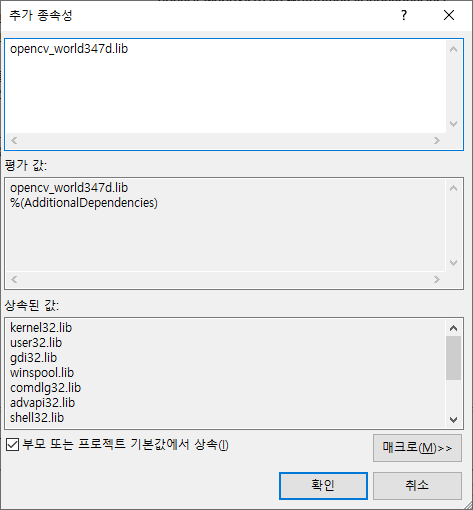 추가 종속성
opencv_world347d.lib
평가 값:
opencv_world347d.lib
%(AdditionalDependencies)
상속된 값:
kernel32.lib
user32.lib
gdi32.lib
winspool.lib
comdlg32.lib
advapi32.lib
shell32.lib
부모 또는 프로젝트 기본값에서 상속(I)
매크로(M)>>
확인
취소